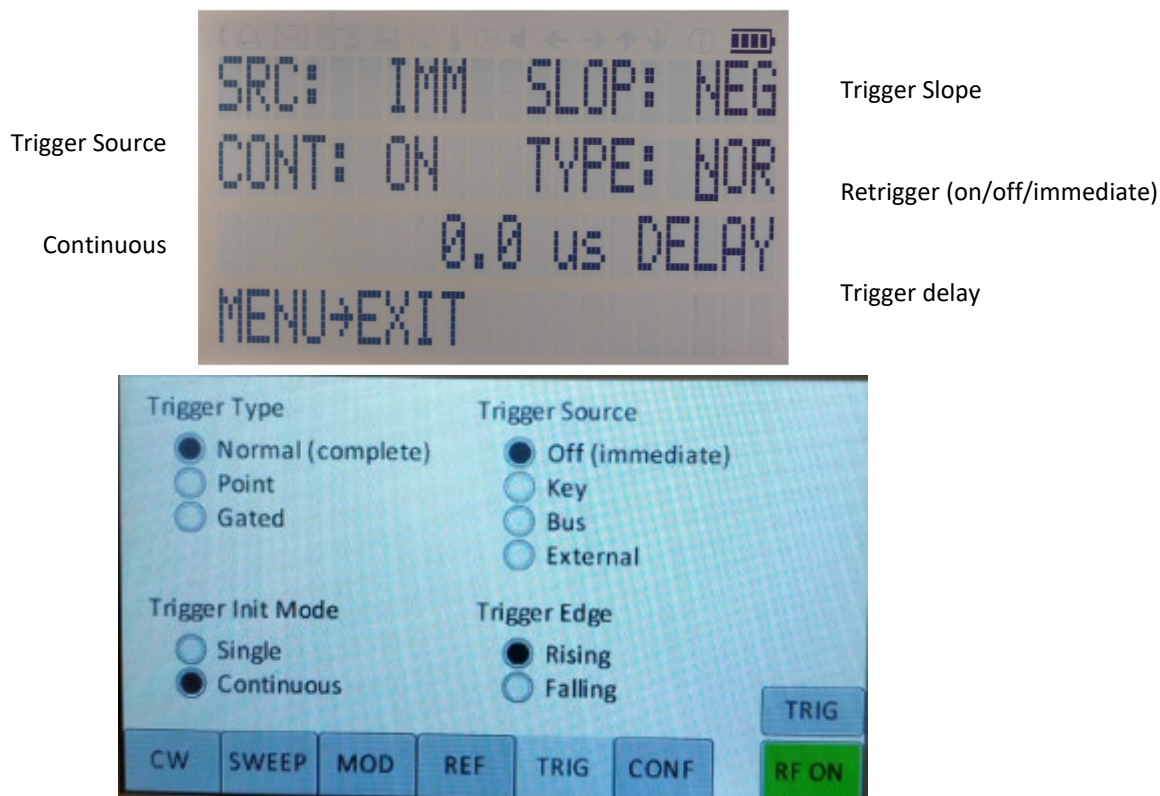 SRC: IMM SLOP: NEG
CONT: ON TYPE: NOR
0.0 us DELAY
MENU→EXIT
Trigger Source
Continuous
Trigger Slope
Retrigger (on/off/immediate)
Trigger delay
Trigger Type
Normal (complete)
Point
Gated
Trigger Source
Off (immediate)
Key
Bus
External
Trigger Init Mode
Single
Continuous
Trigger Edge
Rising
Falling
TRIG
CW SWEEP MOD REF TRIG CONF RF ON